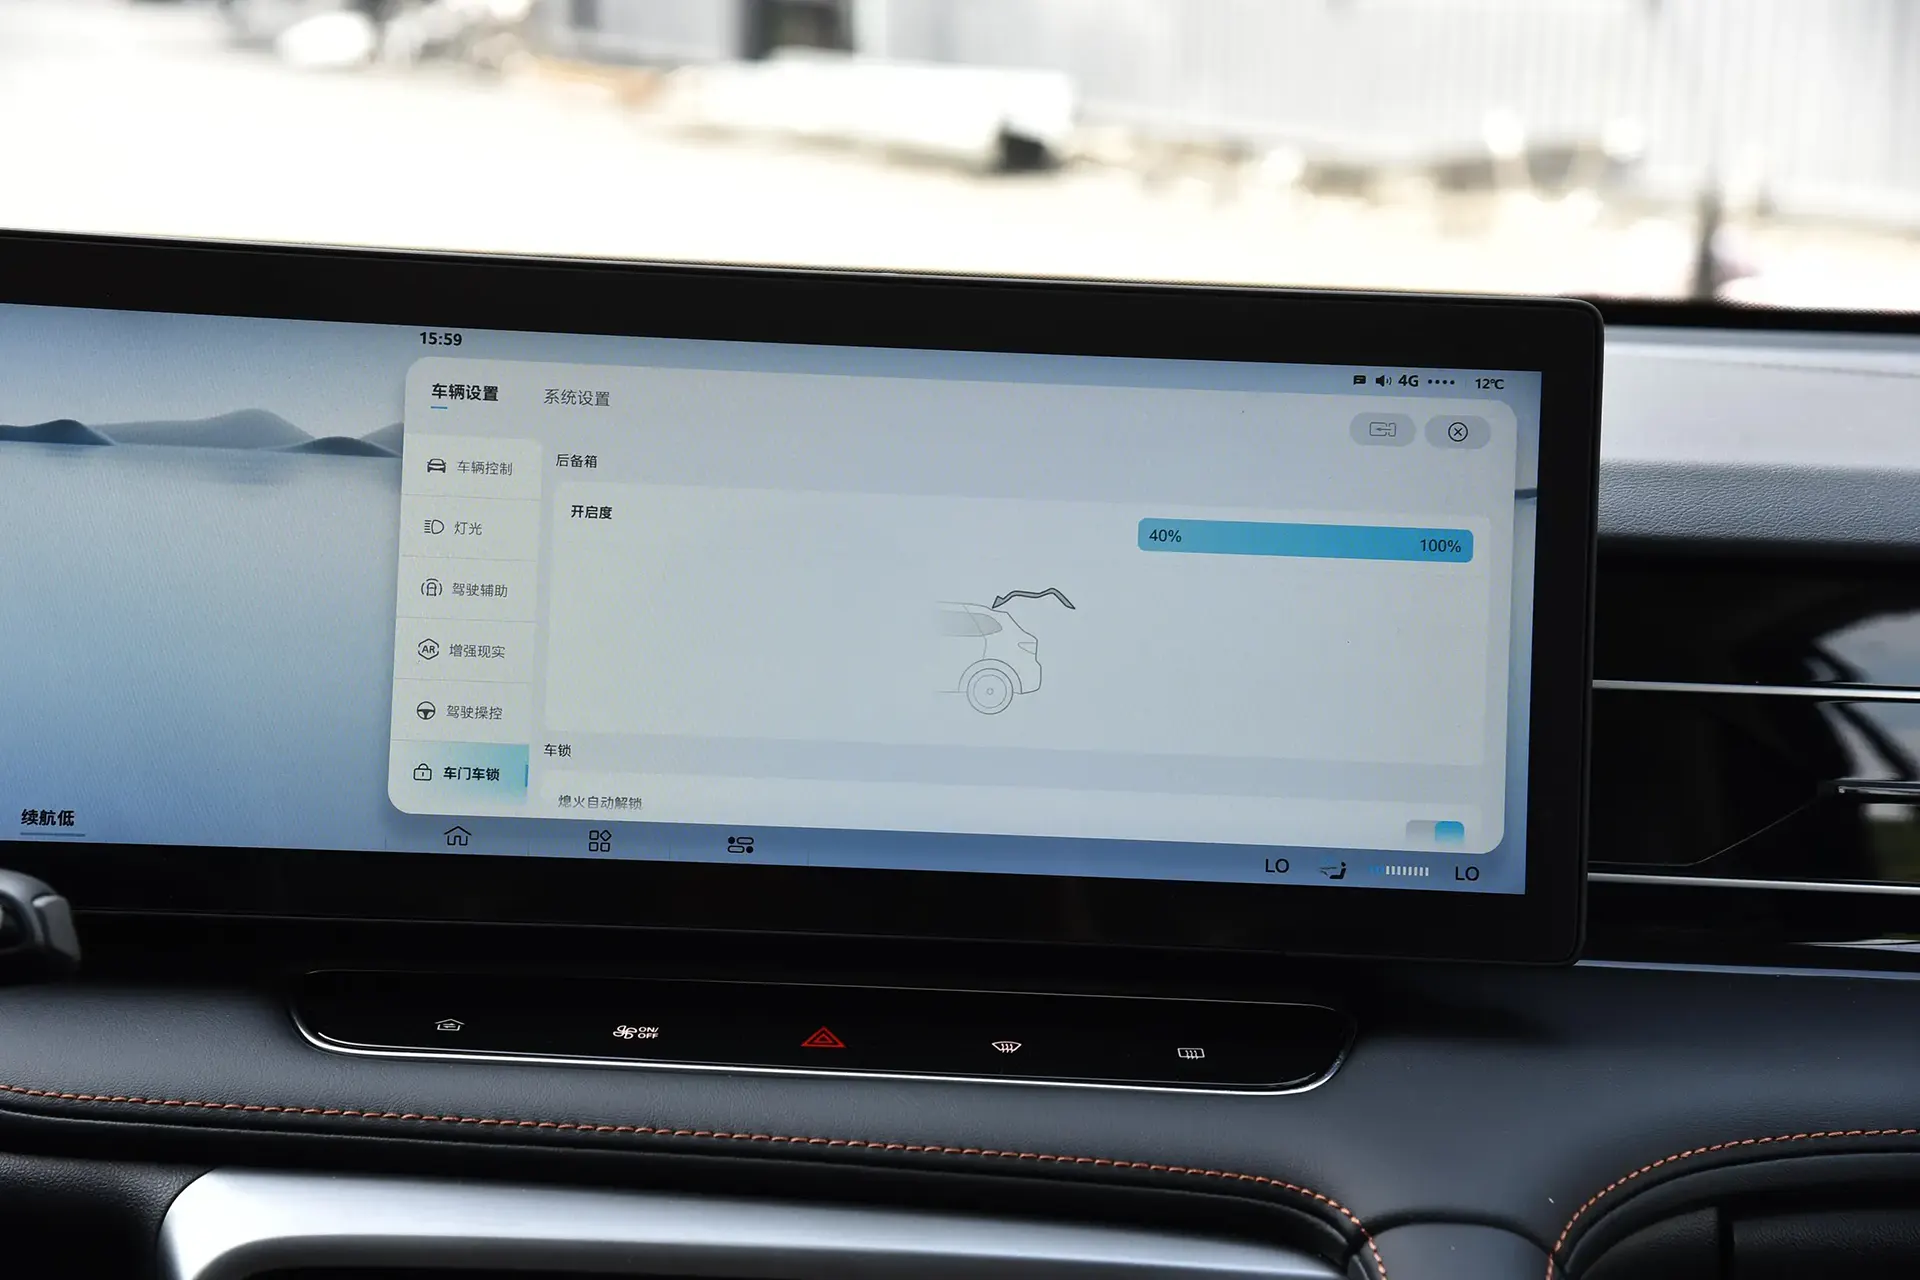 15:59
4G 12℃
车辆设置 系统设置
车辆控制
灯光
驾驶辅助
AR 增强现实
驾驶操控
车门车锁
后备箱
开启度
40% 100%
车锁
熄火自动解锁
续航低
LO LO
ON/OFF